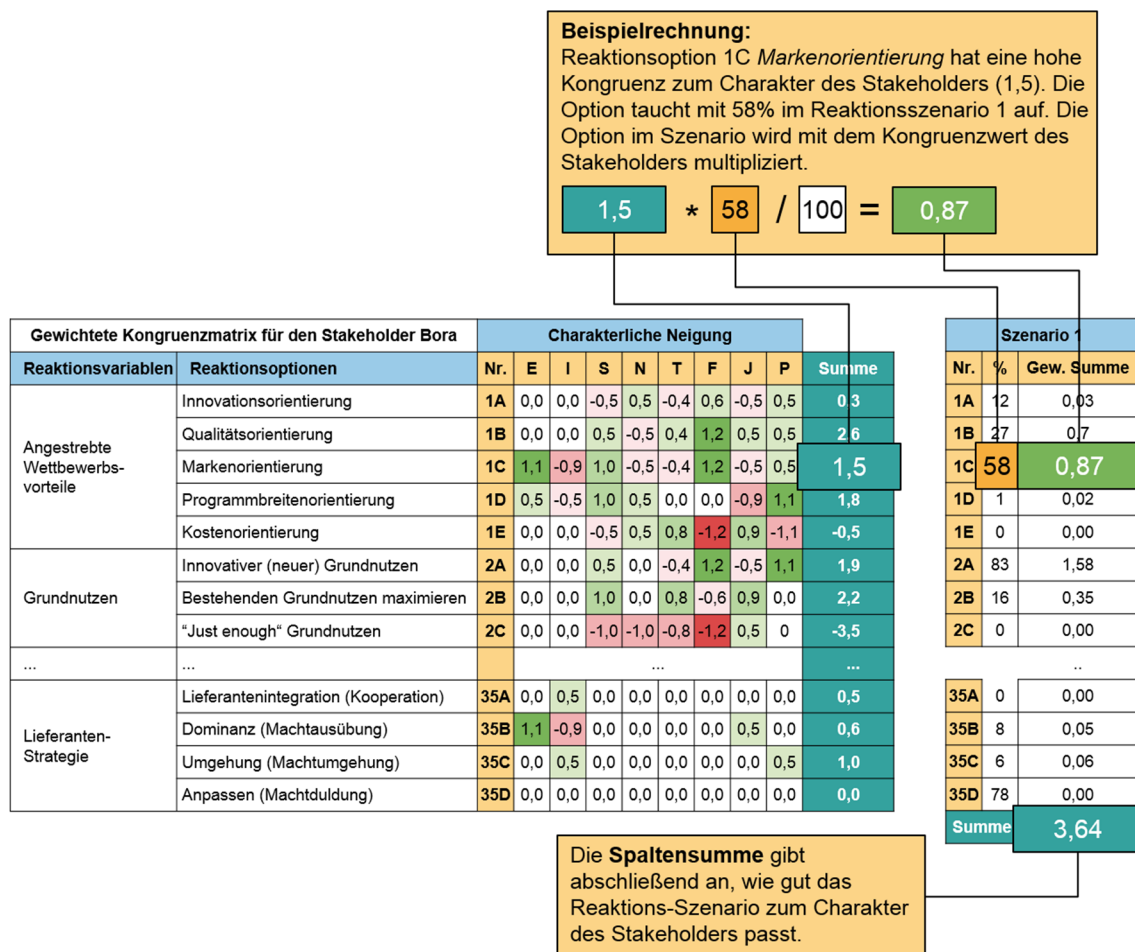 Beispielrechnung:
Reaktionsoption 1C Markenorientierung hat eine hohe
Kongruenz zum Charakter des Stakeholders (1,5). Die
Option taucht mit 58% im Reaktionsszenario 1 auf. Die
Option im Szenario wird mit dem Kongruenzwert des
Stakeholders multipliziert.
1,5 * 58 / 100 = 0,87
Gewichtete Kongruenzmatrix für den Stakeholder Bora Charakterliche Neigung Szenario 1
Reaktionsvariablen Reaktionsoptionen Nr. E I S N T F J P Summe Nr. % Gew. Summe
Innovationsorientierung 1A 0,0 0,0 -0,5 0,5 -0,4 0,6 -0,5 0,5 0,3 1A 12 0,03
Qualitätsorientierung 1B 0,0 0,0 0,5 -0,5 0,4 1,2 0,5 0,5 2,6 1B 27 0,7
Angestrebte
Wettbewerbs-
vorteile
Markenorientierung 1C 1,1 -0,9 1,0 -0,5 -0,4 1,2 -0,5 0,5 1,5 1C 58 0,87
Programmbreitenorientierung 1D 0,5 -0,5 1,0 0,5 0,0 0,0 -0,9 1,1 1,8 1D 1 0,02
Kostenorientierung 1E 0,0 0,0 -0,5 0,5 0,8 -1,2 0,9 -1,1 -0,5 1E 0 0,00
Innovativer (neuer) Grundnutzen 2A 0,0 0,0 0,5 0,0 -0,4 1,2 -0,5 1,1 1,9 2A 83 1,58
Grundnutzen Bestehenden Grundnutzen maximieren 2B 0,0 0,0 1,0 0,0 0,8 -0,6 0,9 0,0 2,2 2B 16 0,35
"Just enough“ Grundnutzen 2C 0,0 0,0 -1,0 -1,0 -0,8 -1,2 0,5 0 -3,5 2C 0 0,00
... ... ... ... ..
Lieferantenintegration (Kooperation) 35A 0,0 0,5 0,0 0,0 0,0 0,0 0,0 0,0 0,5 35A 0 0,00
Lieferanten-
Strategie
Dominanz (Machtausübung) 35B 1,1 -0,9 0,0 0,0 0,0 0,0 0,5 0,0 0,6 35B 8 0,05
Umgehung (Machtumgehung) 35C 0,0 0,5 0,0 0,0 0,0 0,0 0,0 0,5 1,0 35C 6 0,06
Anpassen (Machtduldung) 35D 0,0 0,0 0,0 0,0 0,0 0,0 0,0 0,0 0,0 35D 78 0,00
Summe 3,64
Die Spaltensumme gibt
abschließend an, wie gut das
Reaktions-Szenario zum Charakter
des Stakeholders passt.